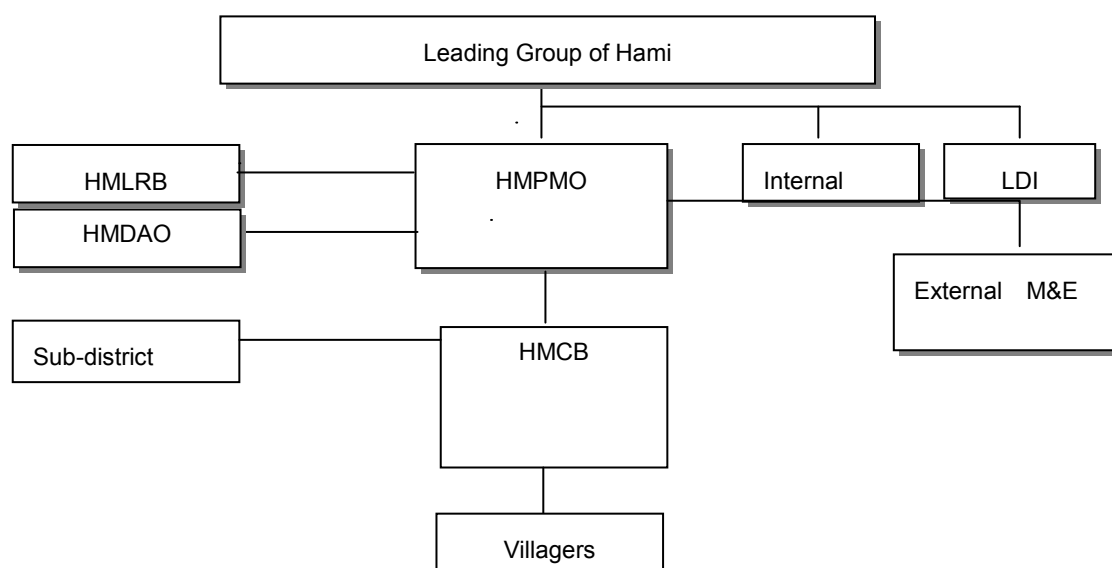 Leading Group of Hami
HMLRB
HMPMO
Internal
LDI
HMDAO
External M&E
Sub-district
HMCB
Villagers